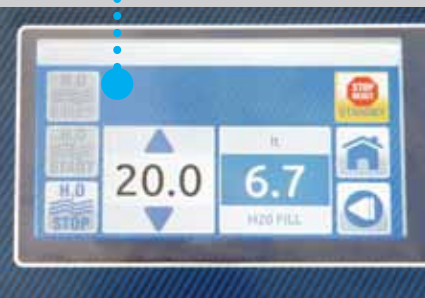 H2O
STOP
RESET
STANDBY
H2O
START
20.0
lt.
6.7
H2O FILL
H2O
STOP